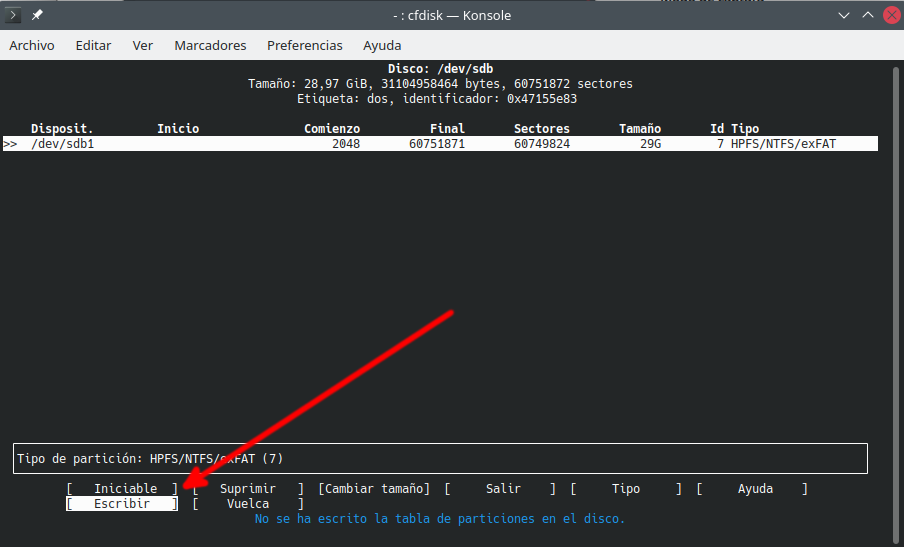 - : cfdisk — Konsole
Archivo Editar Ver Marcadores Preferencias Ayuda
Disco: /dev/sdb
Tamaño: 28,97 GiB, 31104958464 bytes, 60751872 sectores
Etiqueta: dos, identificador: 0x47155e83
Disposit. Inicio Comienzo Final Sectores Tamaño Id Tipo
>> /dev/sdb1 2048 60751871 60749824 29G 7 HPFS/NTFS/exFAT
Tipo de partición: HPFS/NTFS/exFAT (7)
[ Iniciable ] [ Suprimir ] [Cambiar tamaño] [ Salir ] [ Tipo ] [ Ayuda ]
[ Escribir ] [ Vuelca ]
No se ha escrito la tabla de particiones en el disco.